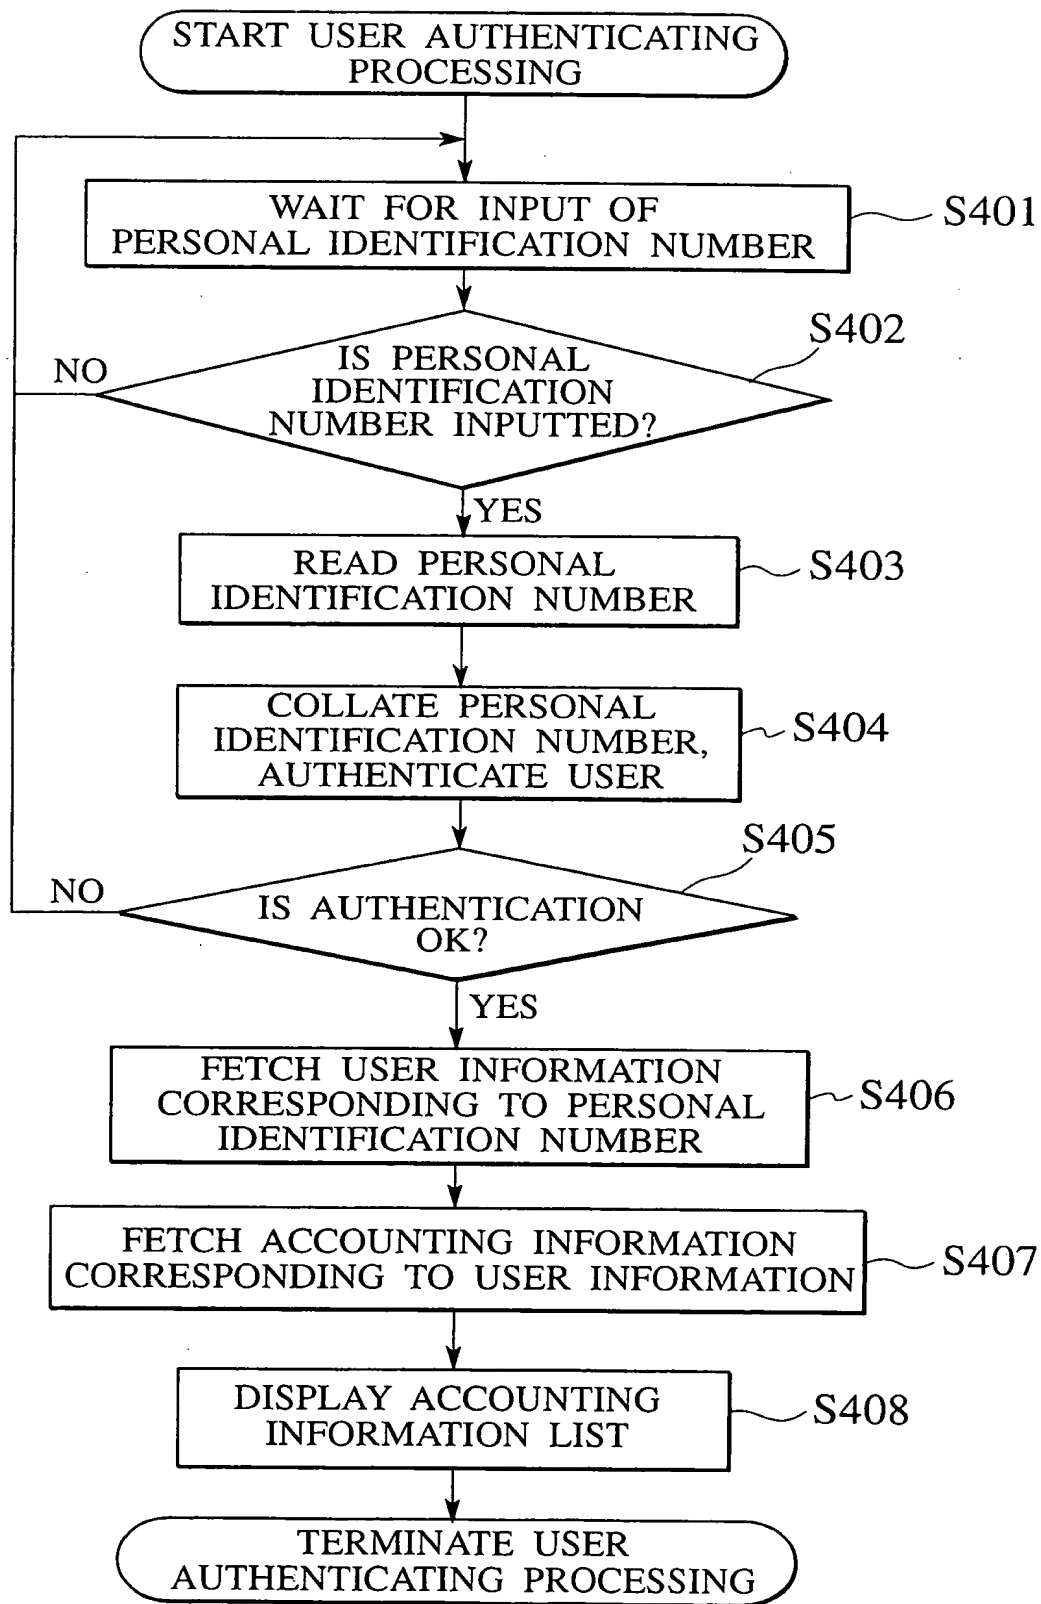 START USER AUTHENTICATING
PROCESSING
WAIT FOR INPUT OF
PERSONAL IDENTIFICATION NUMBER
S401
S402
IS PERSONAL
IDENTIFICATION
NUMBER INPUTTED?
NO
YES
READ PERSONAL
IDENTIFICATION NUMBER
S403
COLLATE PERSONAL
IDENTIFICATION NUMBER,
AUTHENTICATE USER
S404
S405
NO
IS AUTHENTICATION
OK?
YES
FETCH USER INFORMATION
CORRESPONDING TO PERSONAL
IDENTIFICATION NUMBER
S406
FETCH ACCOUNTING INFORMATION
CORRESPONDING TO USER INFORMATION
S407
DISPLAY ACCOUNTING
INFORMATION LIST
S408
TERMINATE USER
AUTHENTICATING PROCESSING